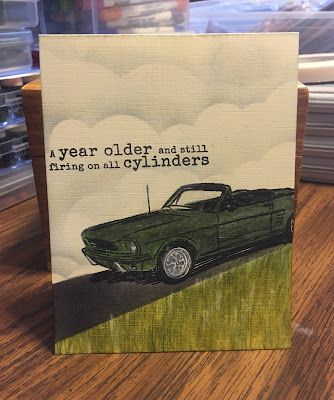 A year older and still
firing on all cylinders